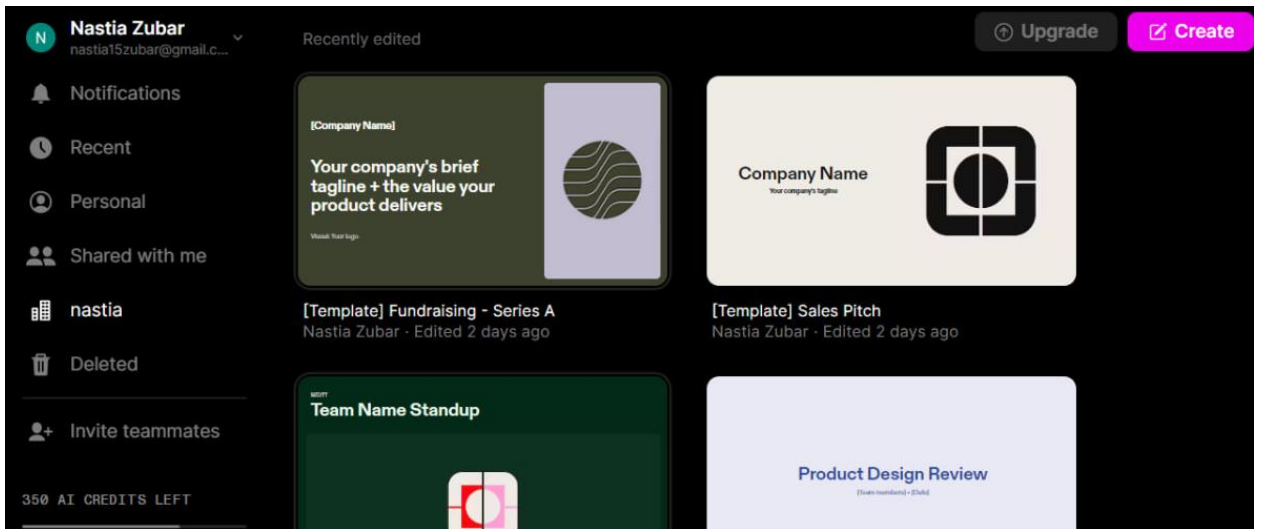 Nastia Zubar
nastia15zubar@gmail.c...
Notifications
Recent
Personal
Shared with me
nastia
Deleted
Invite teammates
350 AI CREDITS LEFT
Recently edited
Upgrade
Create
[Company Name]
Your company's brief
tagline + the value your
product delivers
[Template] Fundraising - Series A
Nastia Zubar · Edited 2 days ago
Company Name
Your company's tagline
[Template] Sales Pitch
Nastia Zubar · Edited 2 days ago
Team Name Standup
Product Design Review
[Team members] • [Date]
N